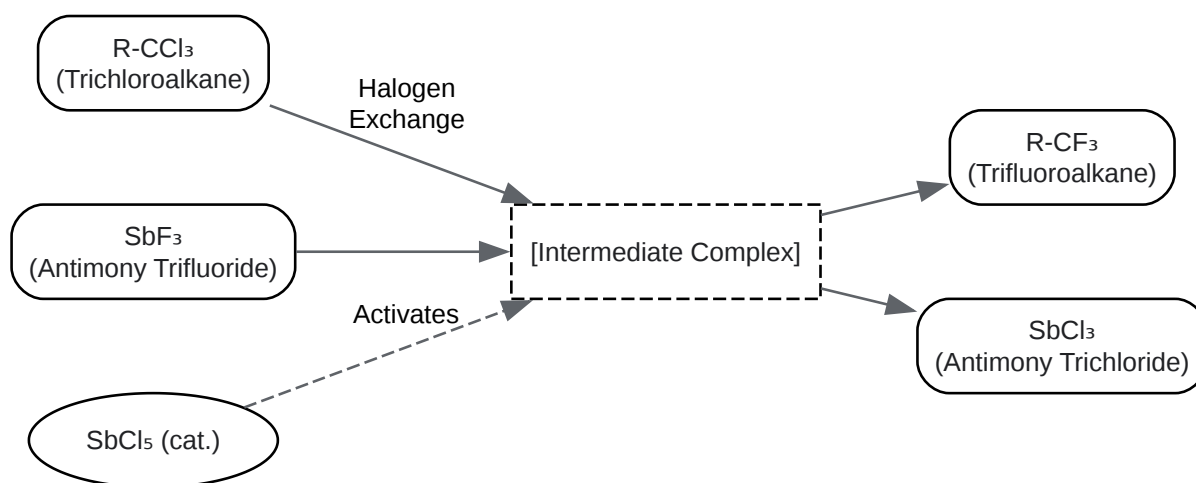 R-CCl₃
(Trichloroalkane)
Halogen
Exchange
R-CF₃
(Trifluoroalkane)
SbF₃
(Antimony Trifluoride)
[Intermediate Complex]
Activates
SbCl₃
(Antimony Trichloride)
SbCl₅ (cat.)